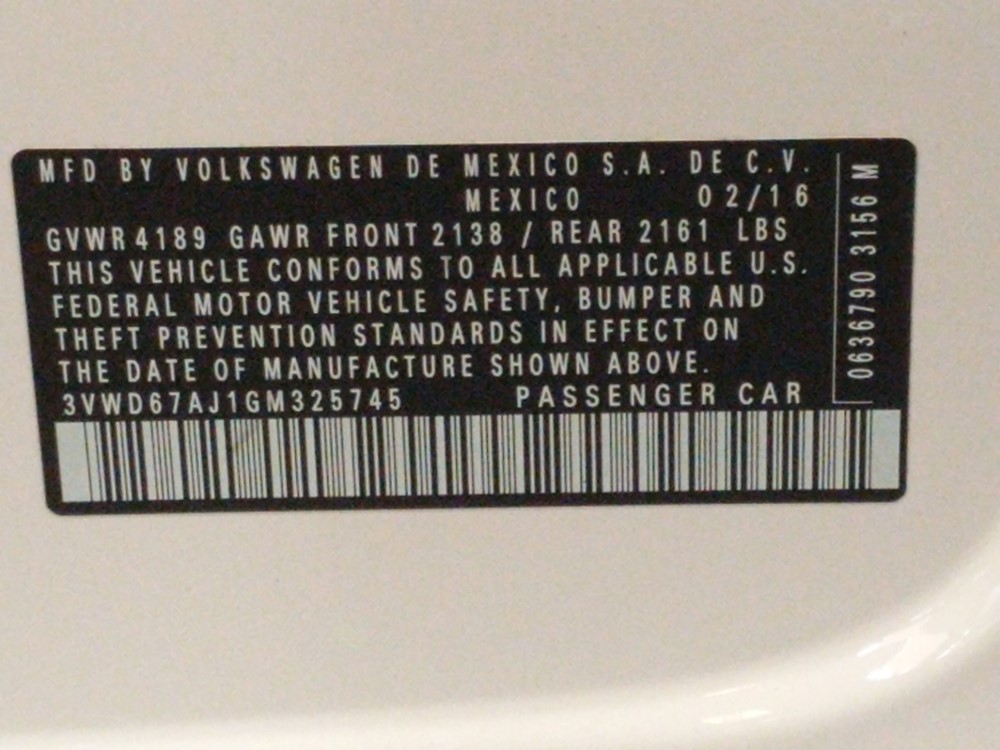 MFD BY VOLKSWAGEN DE MEXICO S.A. DE C.V.
MEXICO 02/16
GVWR 4189 GAWR FRONT 2138 / REAR 2161 LBS
THIS VEHICLE CONFORMS TO ALL APPLICABLE U.S.
FEDERAL MOTOR VEHICLE SAFETY, BUMPER AND
THEFT PREVENTION STANDARDS IN EFFECT ON
THE DATE OF MANUFACTURE SHOWN ABOVE.
3VWD67AJ1GM325745 PASSENGER CAR
0636790 3156 M